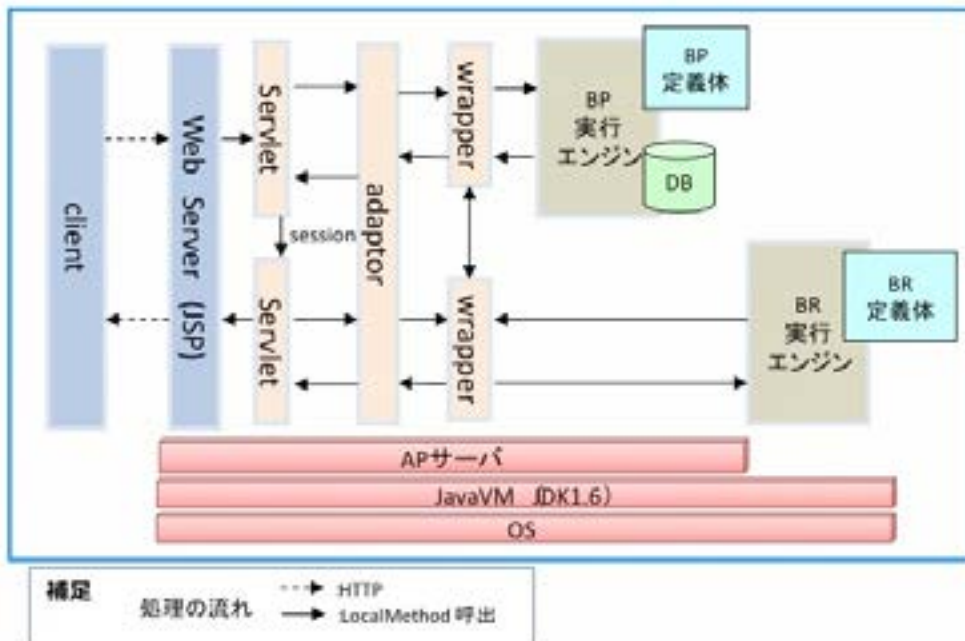 client
Web Server (JSP)
Servlet
session
Servlet
adaptor
wrapper
wrapper
BP
実行
エンジン
BP
定義体
DB
BR
実行
エンジン
BR
定義体
APサーバ
JavaVM (JDK1.6)
OS
補足
処理の流れ
:HTTP
:LocalMethod 呼出